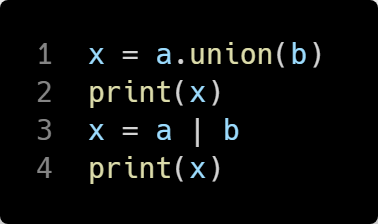 1 x = a.union(b)
2 print(x)
3 x = a | b
4 print(x)